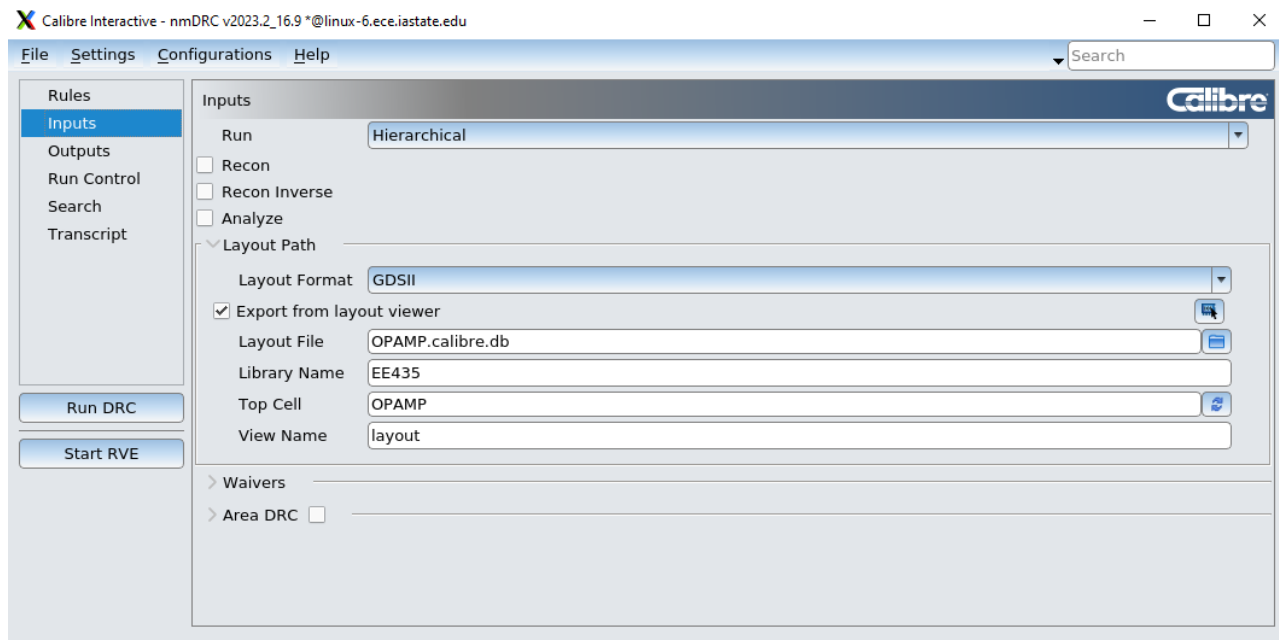 Calibre Interactive - nmDRC v2023.2_16.9 *@linux-6.ece.iastate.edu
File Settings Configurations Help Search
Rules
Inputs
Outputs
Run Control
Search
Transcript
Run DRC
Start RVE
Inputs Calibre
Run Hierarchical
Recon
Recon Inverse
Analyze
Layout Path
Layout Format GDSII
Export from layout viewer
Layout File OPAMP.calibre.db
Library Name EE435
Top Cell OPAMP
View Name layout
Waivers
Area DRC